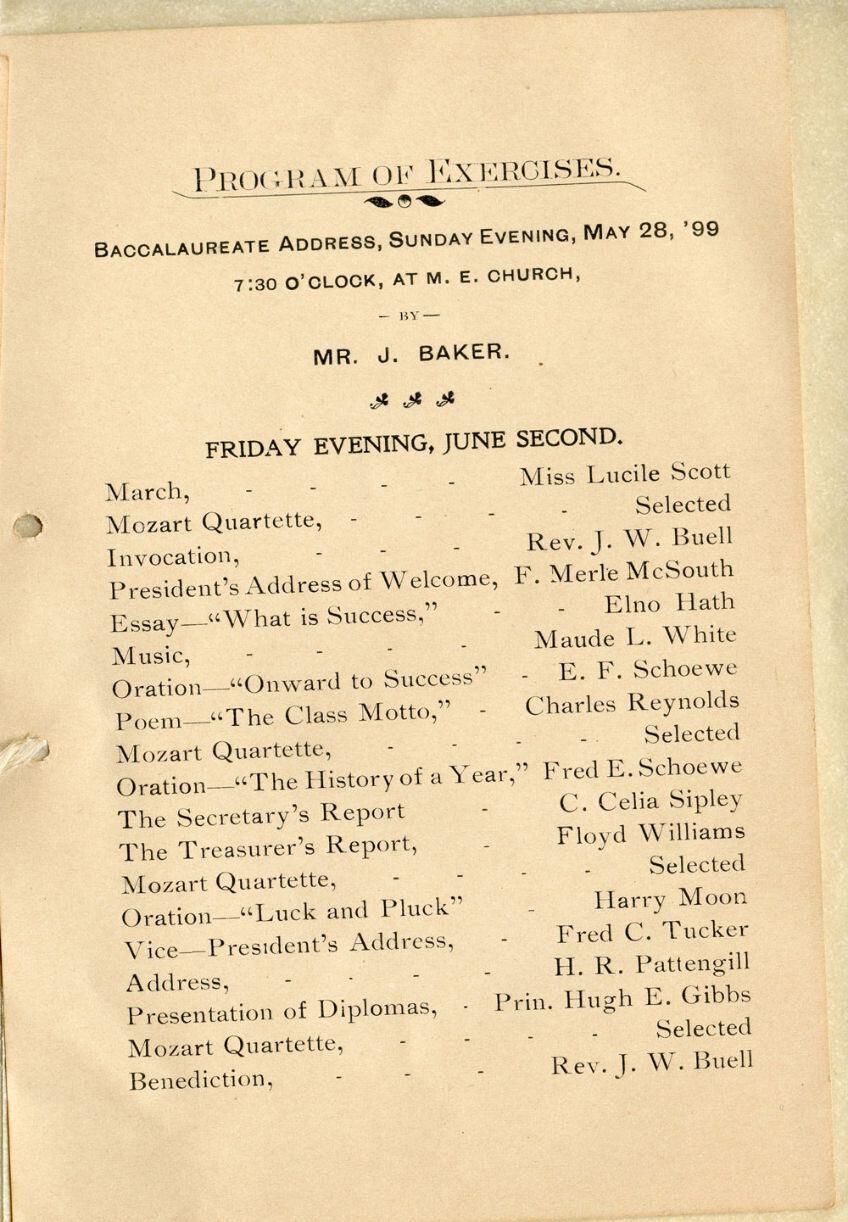 PROGRAM OF EXERCISES.
BACCALAUREATE ADDRESS, SUNDAY EVENING, MAY 28, '99
7:30 O'CLOCK, AT M. E. CHURCH,
— BY —
MR. J. BAKER.
FRIDAY EVENING, JUNE SECOND.
March, - - - - Miss Lucile Scott
Mozart Quartette, - - - - Selected
Invocation, - - - Rev. J. W. Buell
President's Address of Welcome, F. Merle McSouth
Essay—"What is Success," - - Elno Hath
Music, - - - - Maude L. White
Oration—"Onward to Success" - E. F. Schoewe
Poem—"The Class Motto," - Charles Reynolds
Mozart Quartette, - - - - Selected
Oration—"The History of a Year," Fred E. Schoewe
The Secretary's Report - C. Celia Sipley
The Treasurer's Report, - Floyd Williams
Mozart Quartette, - - - - Selected
Oration—"Luck and Pluck" - Harry Moon
Vice—President's Address, - Fred C. Tucker
Address, - - - - H. R. Pattengill
Presentation of Diplomas, - Prin. Hugh E. Gibbs
Mozart Quartette, - - - - Selected
Benediction, - - - Rev. J. W. Buell